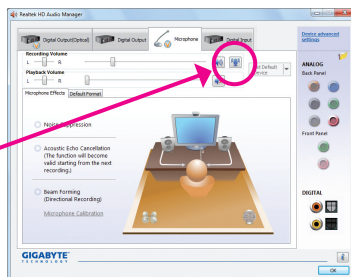 Realtek HD Audio Manager
Digital Output(Optical)
Digital Output
Microphone
Digital Input
Device advanced
settings
Recording Volume
L
R
Playback Volume
L
R
Default
Device
Microphone Effects
Default Format
Noise Suppression
Acoustic Echo Cancellation
(The function will become
valid starting from the next
recording.)
Beam Forming
(Directional Recording)
Microphone Calibration
ANALOG
Back Panel
Front Panel
DIGITAL
GIGABYTE
TECHNOLOGY
i
OK